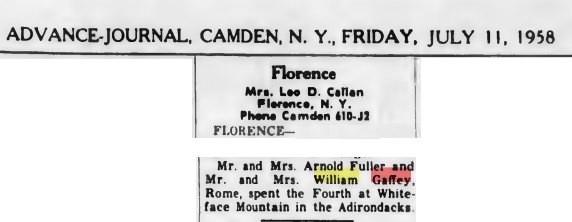 ADVANCE-JOURNAL, CAMDEN, N. Y., FRIDAY, JULY 11, 1958
Florence
Mrs. Leo D. Callan
Florence, N. Y.
Phone Camden 610-J2
FLORENCE—
Mr. and Mrs. Arnold Fuller and
Mr. and Mrs. William Gaffey,
Rome, spent the Fourth at White-
face Mountain in the Adirondacks.